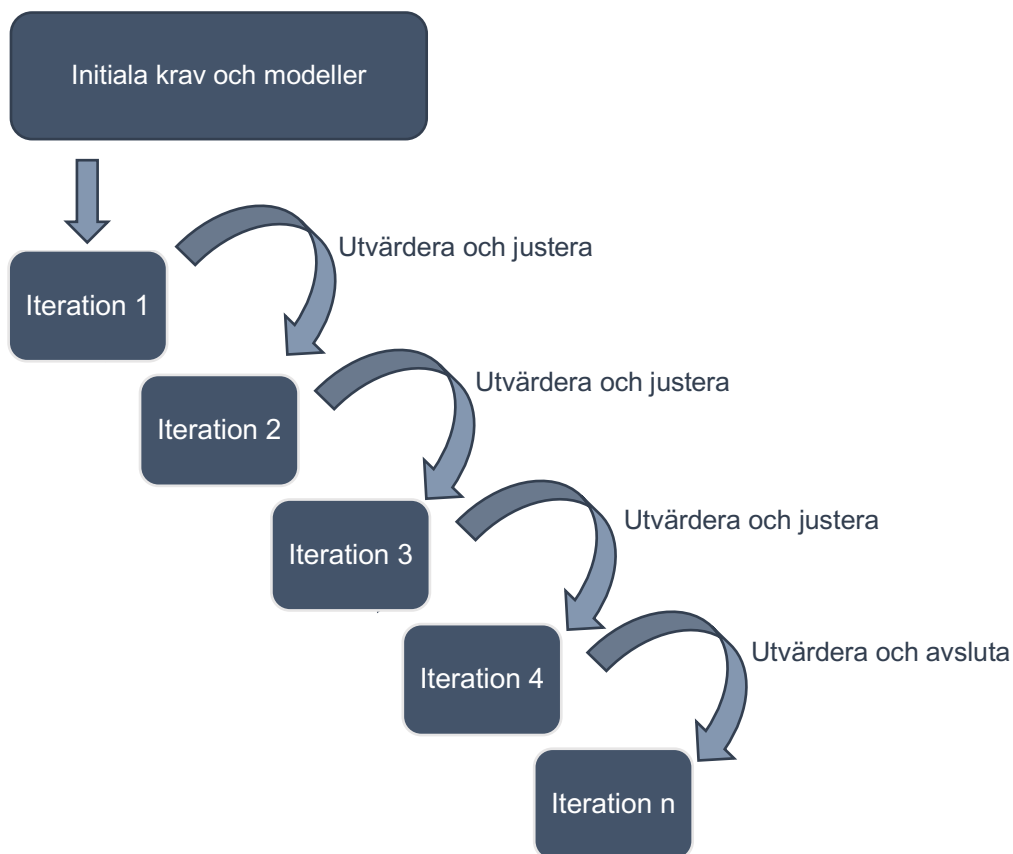 Initiala krav och modeller
Utvärdera och justera
Iteration 1
Utvärdera och justera
Iteration 2
Utvärdera och justera
Iteration 3
Utvärdera och avsluta
Iteration 4
Iteration n